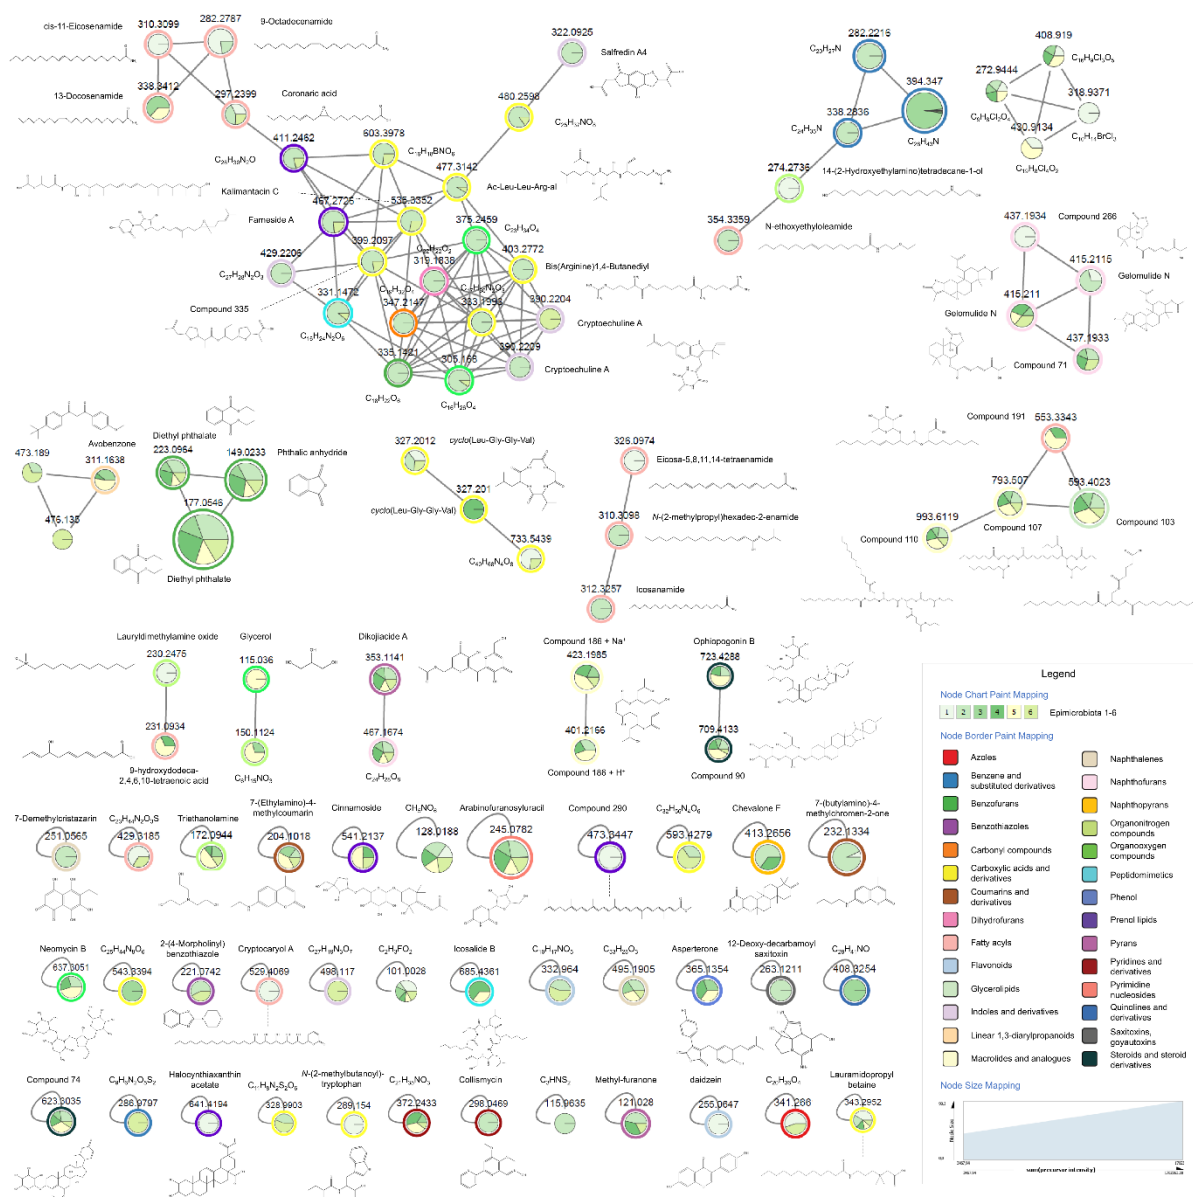 cis-11-Eicosenamide
310.3099
282.2787
9-Octadecenamide
13-Docosenamide
338.3412
297.2399
Coronaric acid
411.2462
603.3978
480.2598
322.0925
Salfredin A4
477.3142
Ac-Leu-Leu-Arg-al
Kalimantacin C
467.2725
535.3352
Farneside A
399.2097
375.2459
429.2206
403.2772
Bis(Arginine)1,4-Butanediyl
331.1472
319.1838
Compound 335
347.2147
333.1993
390.2204
Cryptoechuline A
335.1421
305.166
390.2209
Cryptoechuline A
282.2216
C₂₃H₄₃N
394.347
338.2836
274.2736
14-(2-Hydroxyethylamino)tetradecane-1-ol
354.3359
N-ethoxyethyloleamide
408.919
272.9444
318.9371
430.9134
437.1934
Compound 266
415.2115
Gelomulide N
415.211
Gelomulide N
437.1933
Compound 71
Compound 191
553.3343
793.507
593.4023
993.6119
Compound 107
Compound 103
Compound 110
473.189
Avobenzone
311.1638
476.135
Diethyl phthalate
223.0964
149.0233
Phthalic anhydride
177.0546
Diethyl phthalate
327.2012
cyclo(Leu-Gly-Gly-Val)
327.201
cyclo(Leu-Gly-Gly-Val)
733.5439
326.0974
Eicosa-5,8,11,14-tetraenamide
310.3098
N-(2-methylpropyl)hexadec-2-enamide
312.3257
Icosanamide
Lauryldimethylamine oxide
230.2475
231.0934
9-hydroxydodeca-
2,4,6,10-tetraenoic acid
Glycerol
115.036
150.1124
Dikojiacide A
353.1141
467.1674
Compound 186 + Na⁺
423.1985
401.2166
Compound 186 + H⁺
Ophiopogonin B
723.4288
709.4133
Compound 90
7-Demethylcristazarin
251.0565
429.3185
Triethanolamine
172.0944
7-(Ethylamino)-4-
methylcoumarin
204.1018
Cinnamoside
541.2137
128.0188
Arabinofuranosyluracil
245.0782
Compound 290
473.3447
593.4279
Chevalone F
413.2656
7-(butylamino)-4-
methylchromen-2-one
232.1334
Neomycin B
637.3051
543.3394
2-(4-Morpholinyl)
benzothiazole
221.0742
Cryptocaryol A
529.4069
498.117
101.0028
Icosalide B
685.4361
332.964
495.1905
Asperterone
365.1354
12-Deoxy-decarbamoyl
saxitoxin
263.1211
408.3254
Compound 74
623.3035
286.9797
Halocynthiaxanthin
acetate
641.4194
328.9903
N-(2-methylbutanoyl)-
tryptophan
289.154
372.2433
Collismycin
298.0469
115.9635
Methyl-furanone
121.028
daidzein
255.0647
341.266
Lauramidopropyl
betaine
343.2952
Legend
Node Chart Paint Mapping
1 2 3 4 5 6 Epimicrobiota 1-6
Node Border Paint Mapping
Azoles
Benzene and
substituted derivatives
Benzofurans
Benzothiazoles
Carbonyl compounds
Carboxylic acids and
derivatives
Coumarins and
derivatives
Dihydrofurans
Fatty acyls
Flavonoids
Glycerolipids
Indoles and derivatives
Linear 1,3-diarylpropanoids
Macrolides and analogues
Naphthalenes
Naphthofurans
Naphthopyrans
Organonitrogen
compounds
Organooxygen
compounds
Peptidomimetics
Phenol
Prenol lipids
Pyrans
Pyridines and
derivatives
Pyrimidine
nucleosides
Quinolines and
derivatives
Saxitoxins,
gonyautoxins
Steroids and steroid
derivatives
Node Size Mapping
Node Size
sum(precursor intensity)